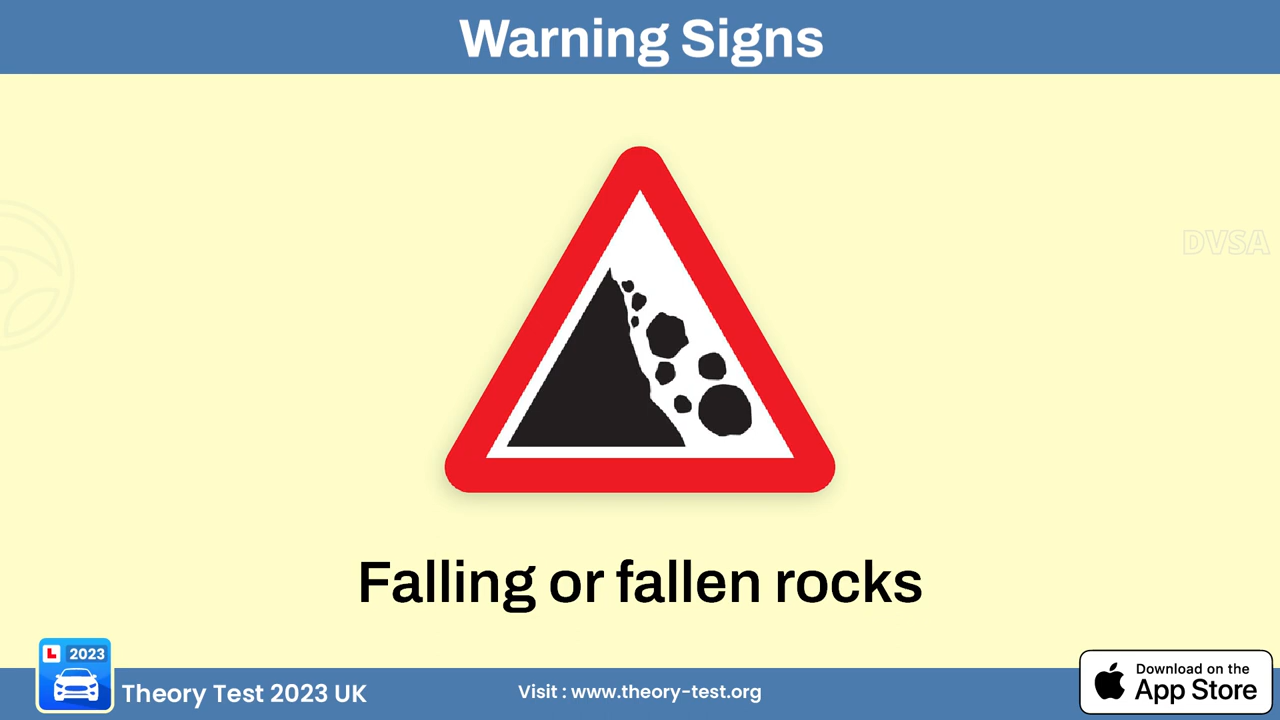 Warning Signs
DVSA
Falling or fallen rocks
L 2023
Theory Test 2023 UK
Visit : www.theory-test.org
Download on the
App Store